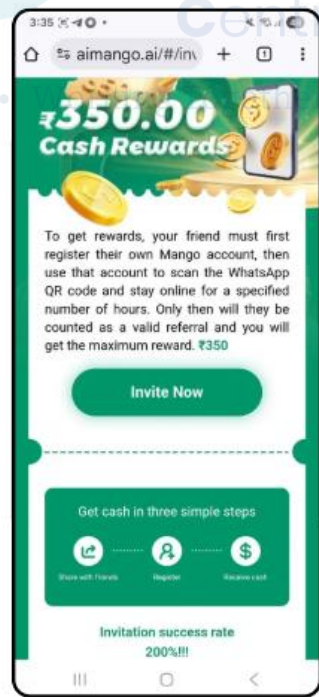 3:35
aimango.ai/#/inv
₹350.00
Cash Rewards
To get rewards, your friend must first
register their own Mango account, then
use that account to scan the WhatsApp
QR code and stay online for a specified
number of hours. Only then will they be
counted as a valid referral and you will
get the maximum reward. ₹350
Invite Now
Get cash in three simple steps
Share with friends
Register
Receive cash
Invitation success rate
200%!!!